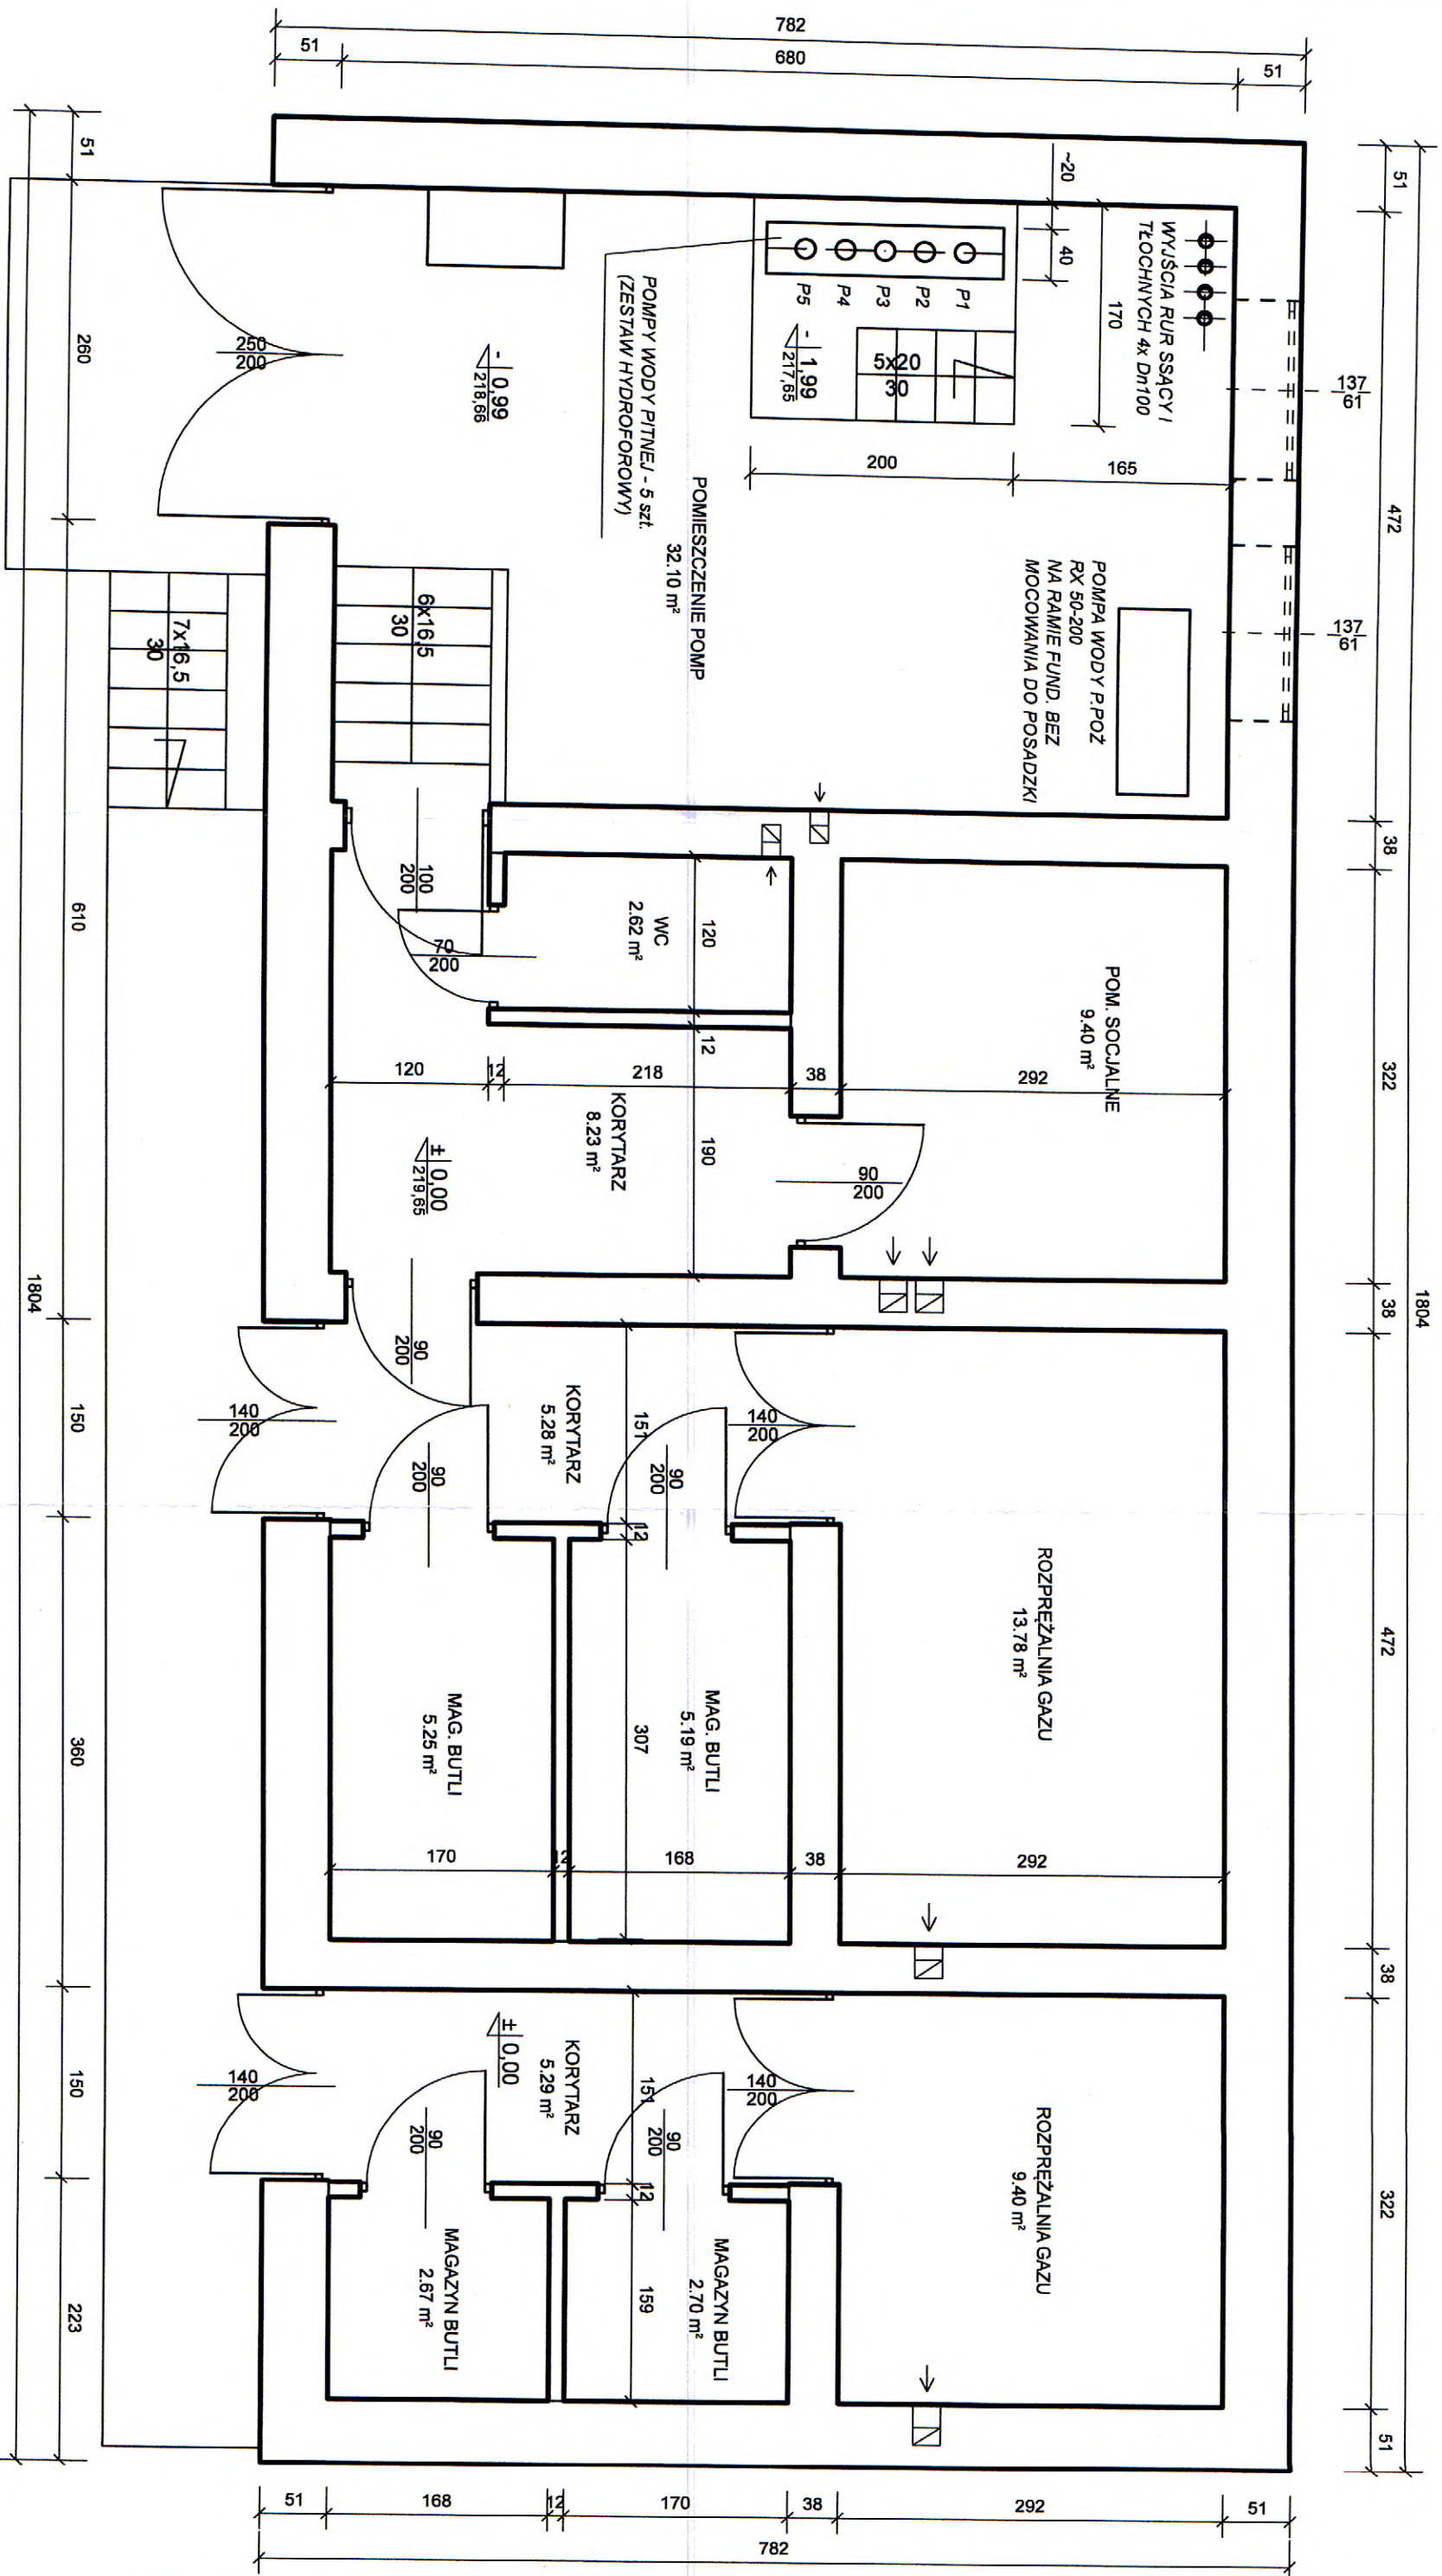 782
51
680
51
51
472
38
322
38
472
38
322
51
1804
137
61
137
61
WYJŚCIA RUR SSĄCY I
TŁOCHNYCH 4x Dn100
~20
40
170
P1
P2
P3
P4
P5
- 1,99
217,65
5x20
30
200
165
POMPY WODY PITNEJ - 5 szt.
(ZESTAW HYDROFOROWY)
POMPA WODY P.POŻ
RX 50-200
NA RAMIE FUND. BEZ
MOCOWANIA DO POSADZKI
POMIESZCZENIE POMP
32.10 m²
- 0,99
218,66
250
200
6x16,5
30
7x16,5
30
100
200
70
200
WC
2.62 m²
120
12
190
POM. SOCJALNE
9.40 m²
120
12
218
38
292
KORYTARZ
8.23 m²
± 0,00
219,65
90
200
90
200
140
200
KORYTARZ
5.28 m²
151
12
307
90
200
90
200
140
200
ROZPRĘŻALNIA GAZU
13.78 m²
MAG. BUTLI
5.19 m²
MAG. BUTLI
5.25 m²
170
12
168
38
292
140
200
± 0,00
KORYTARZ
5.29 m²
151
12
159
90
200
90
200
140
200
ROZPRĘŻALNIA GAZU
9.40 m²
MAGAZYN BUTLI
2.70 m²
MAGAZYN BUTLI
2.67 m²
51
260
610
150
360
150
223
1804
51
168
12
170
38
292
51
782